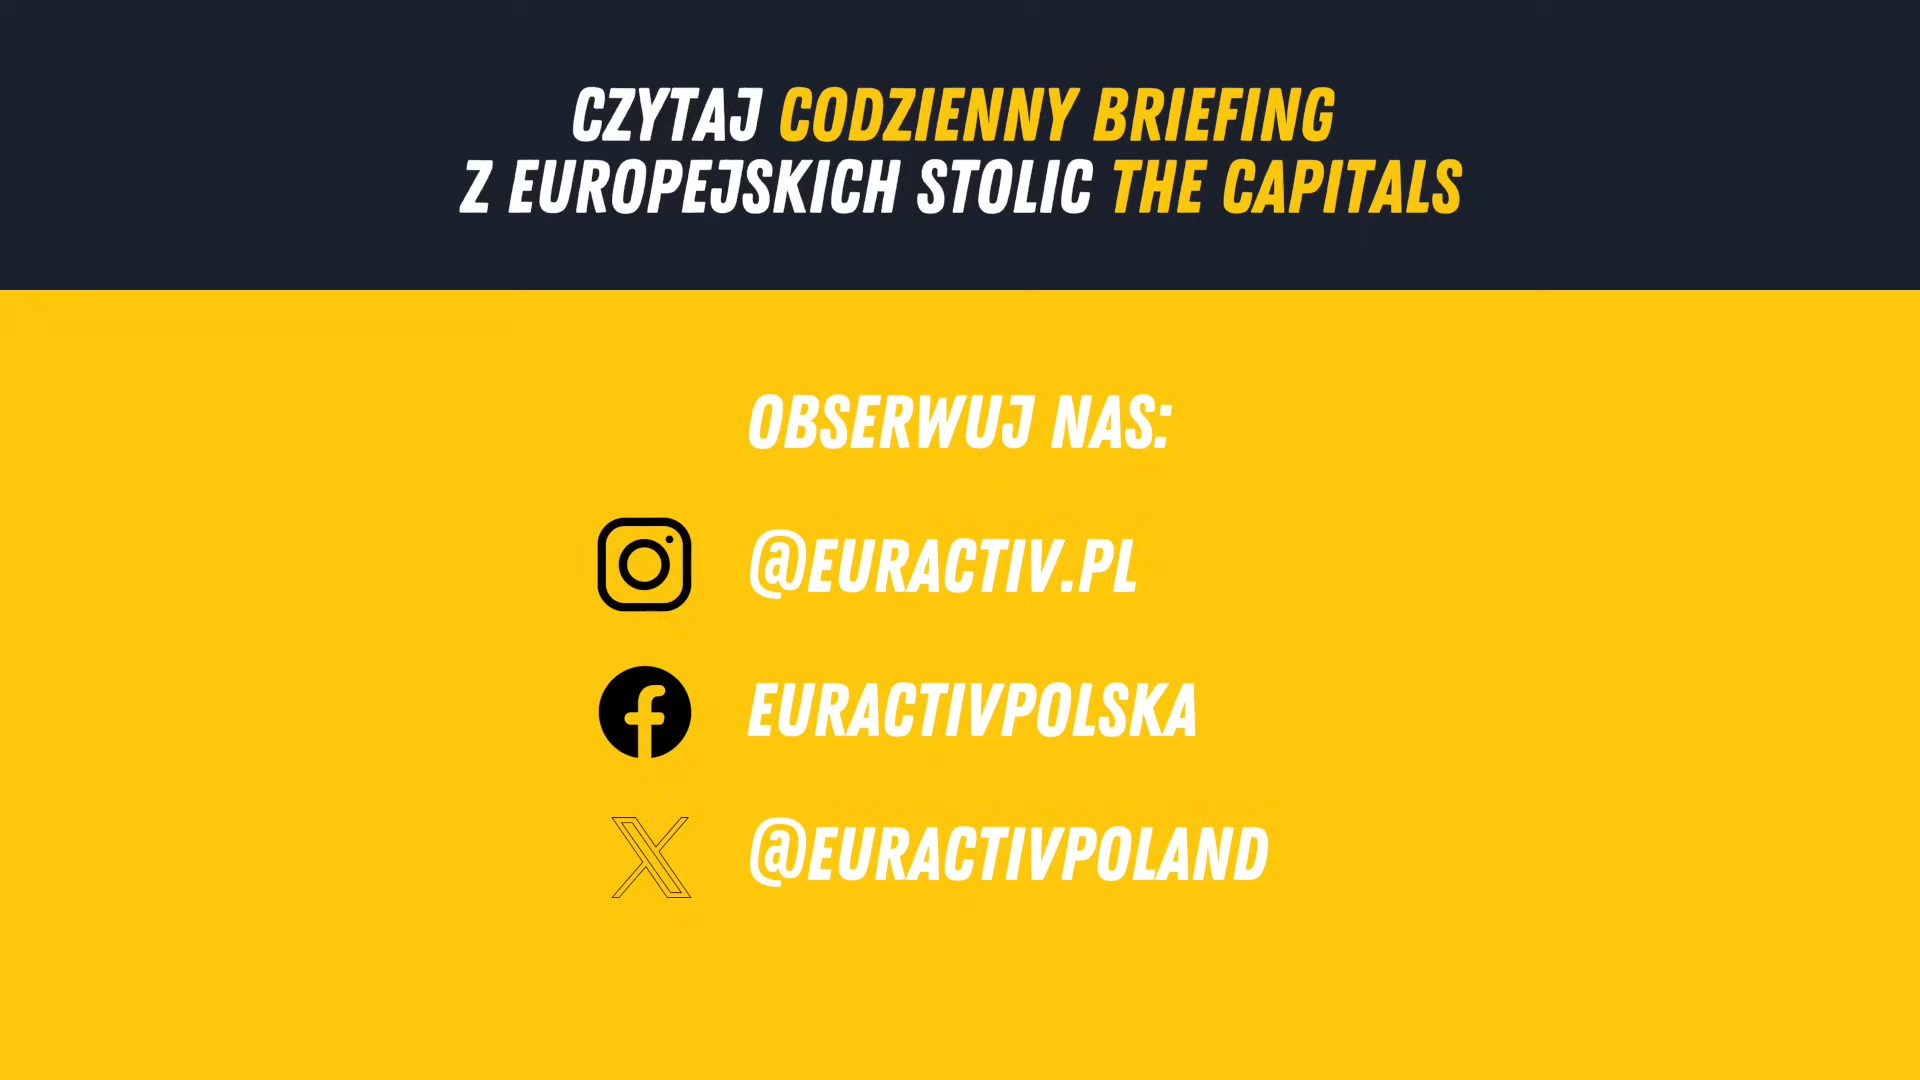 CZYTAJ CODZIENNY BRIEFING
Z EUROPEJSKICH STOLIC THE CAPITALS
OBSERWUJ NAS:
@EURACTIV.PL
EURACTIVPOLSKA
@EURACTIVPOLAND